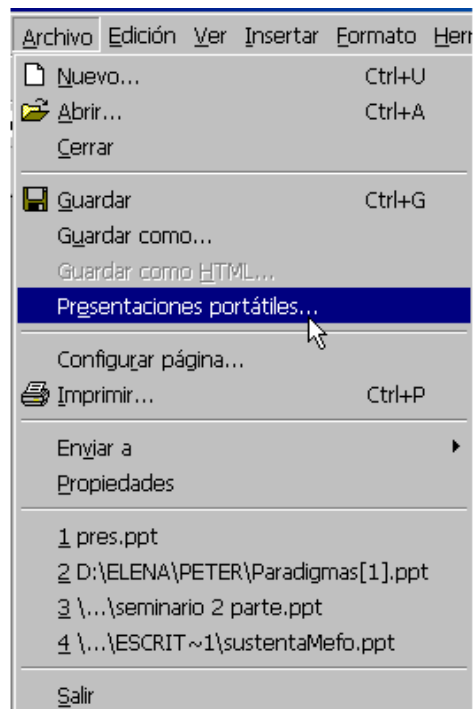 Archivo Edición Ver Insertar Formato Herr
Nuevo... Ctrl+U
Abrir... Ctrl+A
Cerrar
Guardar Ctrl+G
Guardar como...
Guardar como HTML...
Presentaciones portátiles...
Configurar página...
Imprimir... Ctrl+P
Enviar a
Propiedades
1 pres.ppt
2 D:\ELENA\PETER\Paradigmas[1].ppt
3 \...\seminario 2 parte.ppt
4 \...\ESCRIT~1\sustentaMefo.ppt
Salir